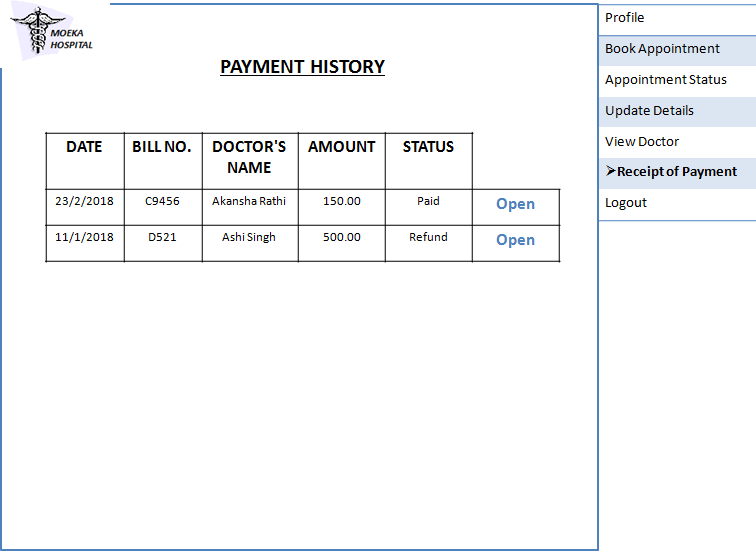 MOEKA
HOSPITAL
PAYMENT HISTORY
DATE BILL NO. DOCTOR'S NAME AMOUNT STATUS
23/2/2018 C9456 Akansha Rathi 150.00 Paid Open
11/1/2018 D521 Ashi Singh 500.00 Refund Open
Profile
Book Appointment
Appointment Status
Update Details
View Doctor
➢Receipt of Payment
Logout